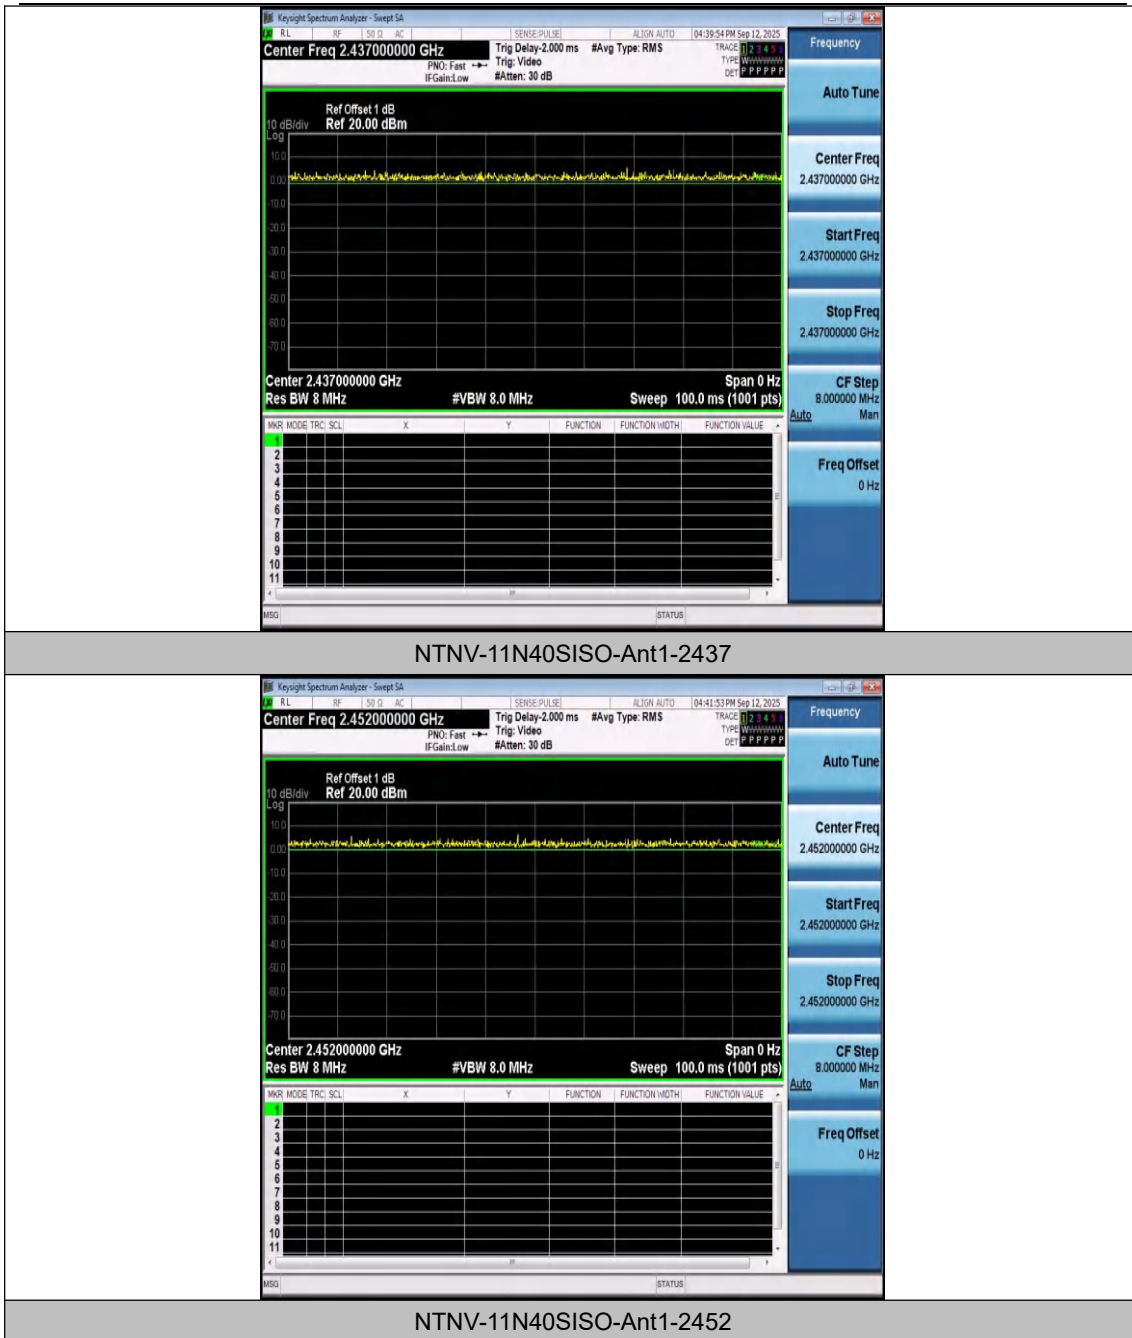 Keysight Spectrum Analyzer - Swept SA
RL RF 50 Ω AC SENSE:PULSE ALIGN AUTO 04:39:54 PM Sep 12, 2025
Center Freq 2.437000000 GHz Trig Delay-2.000 ms #Avg Type: RMS TRACE 1 2 3 4 5 6
PNO: Fast Trig: Video TYPE WWWWWW
IFGain:Low #Atten: 30 dB DET P P P P P P
Ref Offset 1 dB
10 dB/div Ref 20.00 dBm
Log
10.0
0.00
-10.0
-20.0
-30.0
-40.0
-50.0
-60.0
-70.0
Center 2.437000000 GHz Span 0 Hz
Res BW 8 MHz #VBW 8.0 MHz Sweep 100.0 ms (1001 pts)
MKR MODE TRC SCL X Y FUNCTION FUNCTION WIDTH FUNCTION VALUE
1
2
3
4
5
6
7
8
9
10
11
MSG STATUS
Frequency
Auto Tune
Center Freq
2.437000000 GHz
Start Freq
2.437000000 GHz
Stop Freq
2.437000000 GHz
CF Step
8.000000 MHz
Auto Man
Freq Offset
0 Hz
NTNV-11N40SISO-Ant1-2437
Keysight Spectrum Analyzer - Swept SA
RL RF 50 Ω AC SENSE:PULSE ALIGN AUTO 04:41:53 PM Sep 12, 2025
Center Freq 2.452000000 GHz Trig Delay-2.000 ms #Avg Type: RMS TRACE 1 2 3 4 5 6
PNO: Fast Trig: Video TYPE WWWWWW
IFGain:Low #Atten: 30 dB DET P P P P P P
Ref Offset 1 dB
10 dB/div Ref 20.00 dBm
Log
10.0
0.00
-10.0
-20.0
-30.0
-40.0
-50.0
-60.0
-70.0
Center 2.452000000 GHz Span 0 Hz
Res BW 8 MHz #VBW 8.0 MHz Sweep 100.0 ms (1001 pts)
MKR MODE TRC SCL X Y FUNCTION FUNCTION WIDTH FUNCTION VALUE
1
2
3
4
5
6
7
8
9
10
11
MSG STATUS
Frequency
Auto Tune
Center Freq
2.452000000 GHz
Start Freq
2.452000000 GHz
Stop Freq
2.452000000 GHz
CF Step
8.000000 MHz
Auto Man
Freq Offset
0 Hz
NTNV-11N40SISO-Ant1-2452